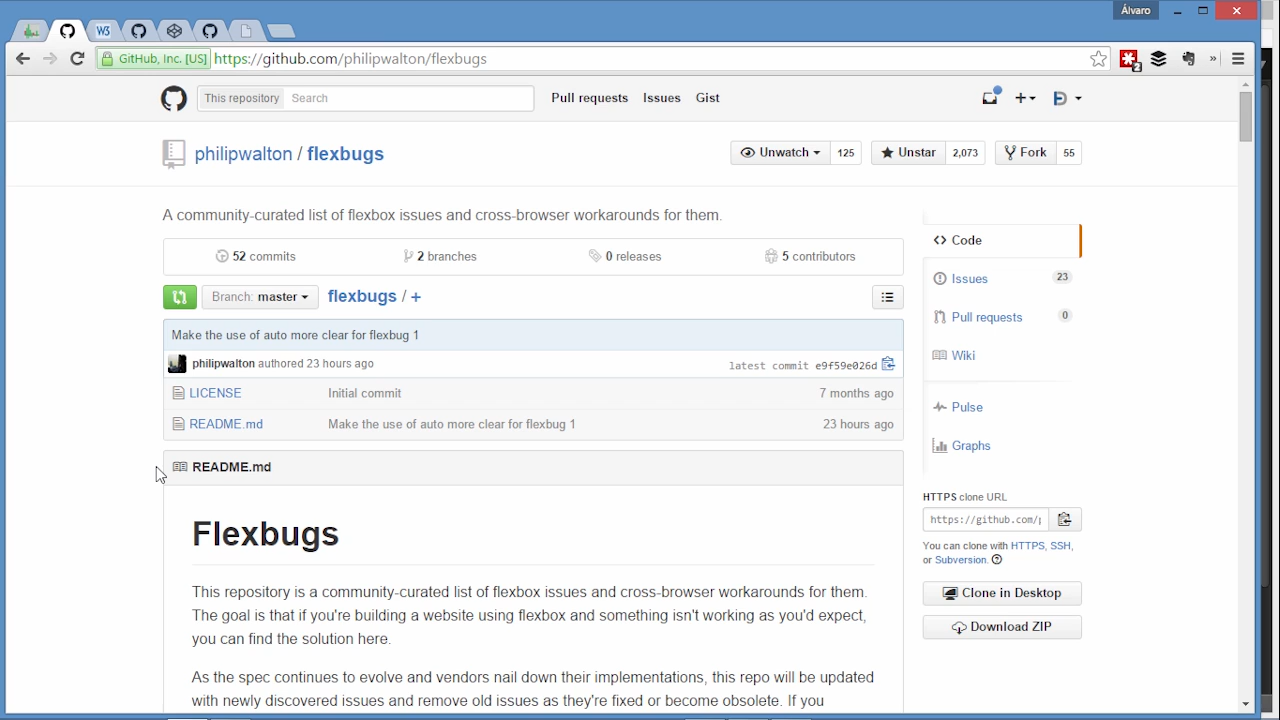 Álvaro
W3
GitHub, Inc. [US]
https://github.com/philipwalton/flexbugs
2
This repository
Search
Pull requests
Issues
Gist
philipwalton / flexbugs
Unwatch
125
Unstar
2,073
Fork
55
A community-curated list of flexbox issues and cross-browser workarounds for them.
52 commits
2 branches
0 releases
5 contributors
Branch: master
flexbugs / +
Make the use of auto more clear for flexbug 1
philipwalton authored 23 hours ago
latest commit e9f59e026d
LICENSE
Initial commit
7 months ago
README.md
Make the use of auto more clear for flexbug 1
23 hours ago
README.md
Flexbugs
This repository is a community-curated list of flexbox issues and cross-browser workarounds for them.
The goal is that if you're building a website using flexbox and something isn't working as you'd expect,
you can find the solution here.
As the spec continues to evolve and vendors nail down their implementations, this repo will be updated
with newly discovered issues and remove old issues as they're fixed or become obsolete. If you
Code
Issues
23
Pull requests
0
Wiki
Pulse
Graphs
HTTPS clone URL
https://github.com/p
You can clone with HTTPS, SSH,
or Subversion.
Clone in Desktop
Download ZIP